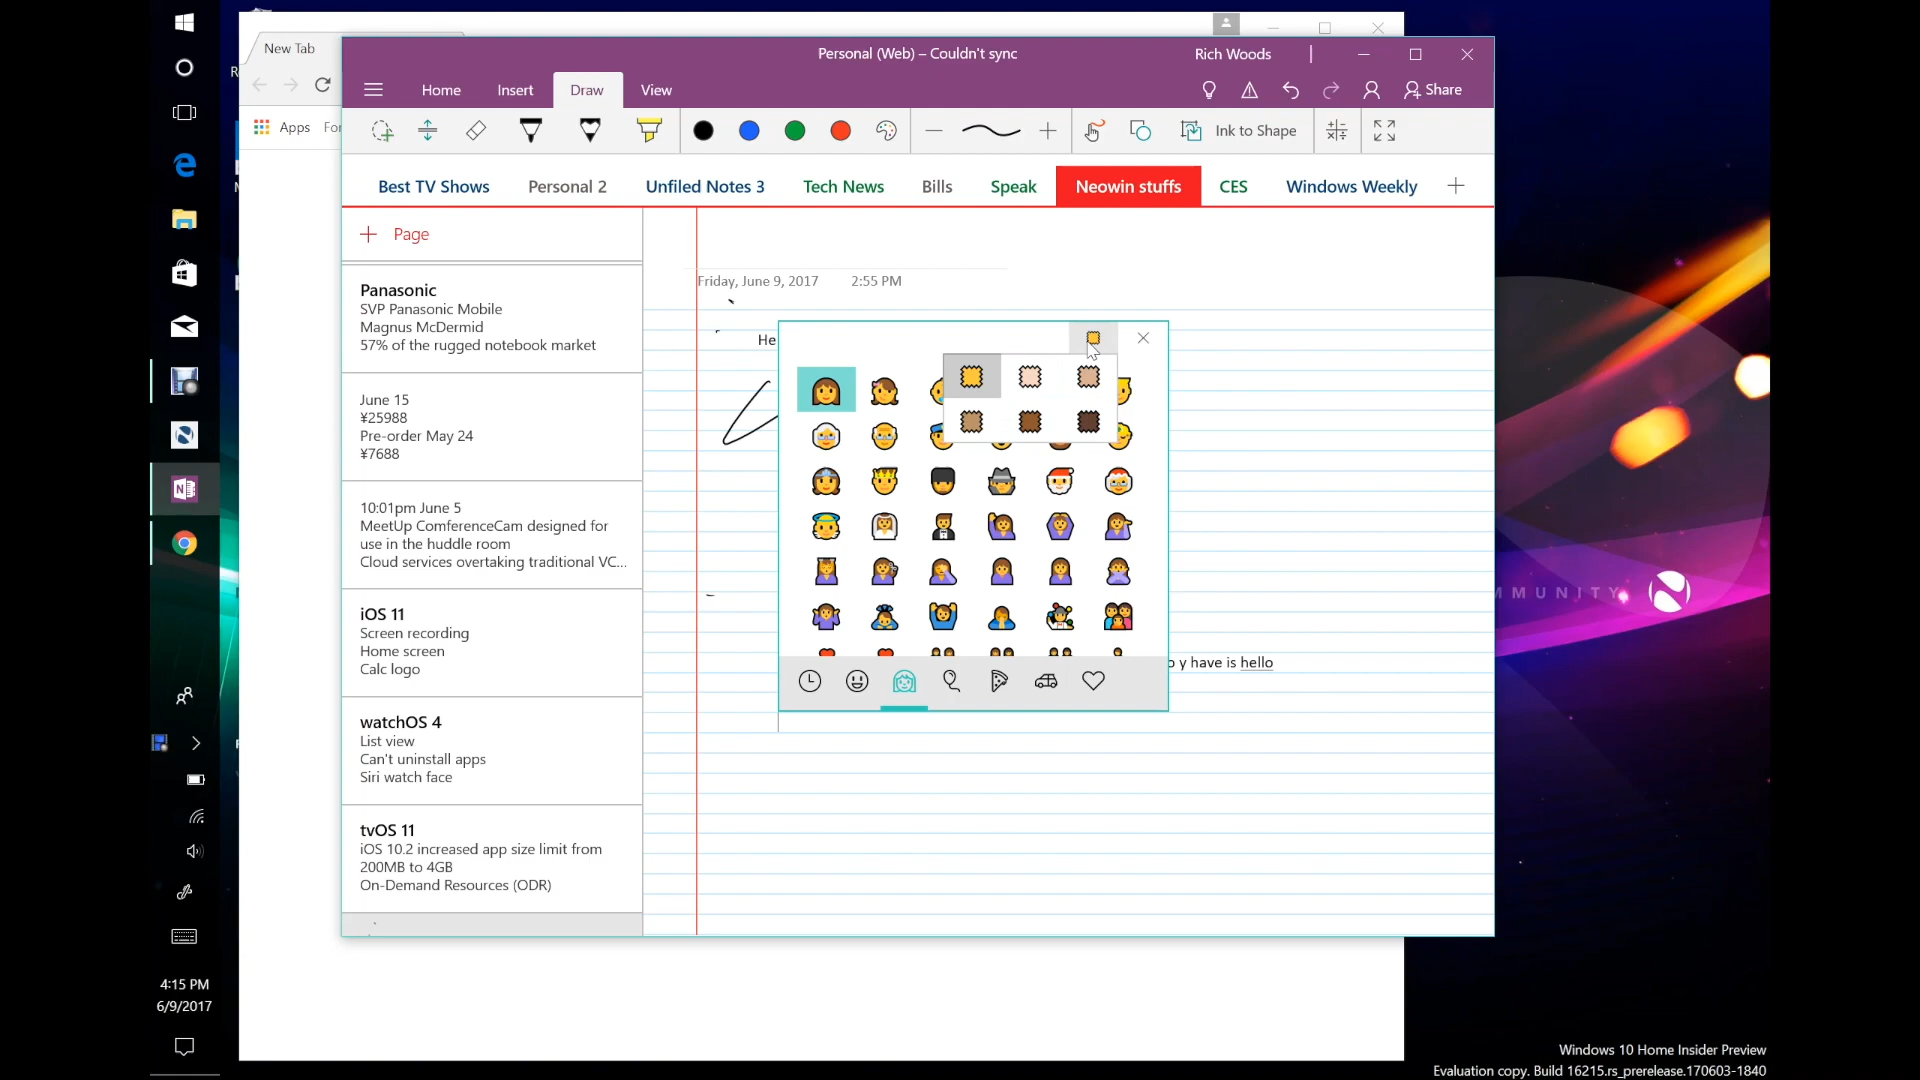 New Tab
Personal (Web) – Couldn't sync
Rich Woods
Home
Insert
Draw
View
Share
Apps
Ink to Shape
Best TV Shows
Personal 2
Unfiled Notes 3
Tech News
Bills
Speak
Neowin stuffs
CES
Windows Weekly
Page
Friday, June 9, 2017
2:55 PM
He
Panasonic
SVP Panasonic Mobile
Magnus McDermid
57% of the rugged notebook market
June 15
¥25988
Pre-order May 24
¥7688
10:01pm June 5
MeetUp ComferenceCam designed for
use in the huddle room
Cloud services overtaking traditional VC...
iOS 11
Screen recording
Home screen
Calc logo
watchOS 4
List view
Can't uninstall apps
Siri watch face
tvOS 11
iOS 10.2 increased app size limit from
200MB to 4GB
On-Demand Resources (ODR)
y have is hello
MMUNITY
4:15 PM
6/9/2017
Windows 10 Home Insider Preview
Evaluation copy. Build 16215.rs_prerelease.170603-1840